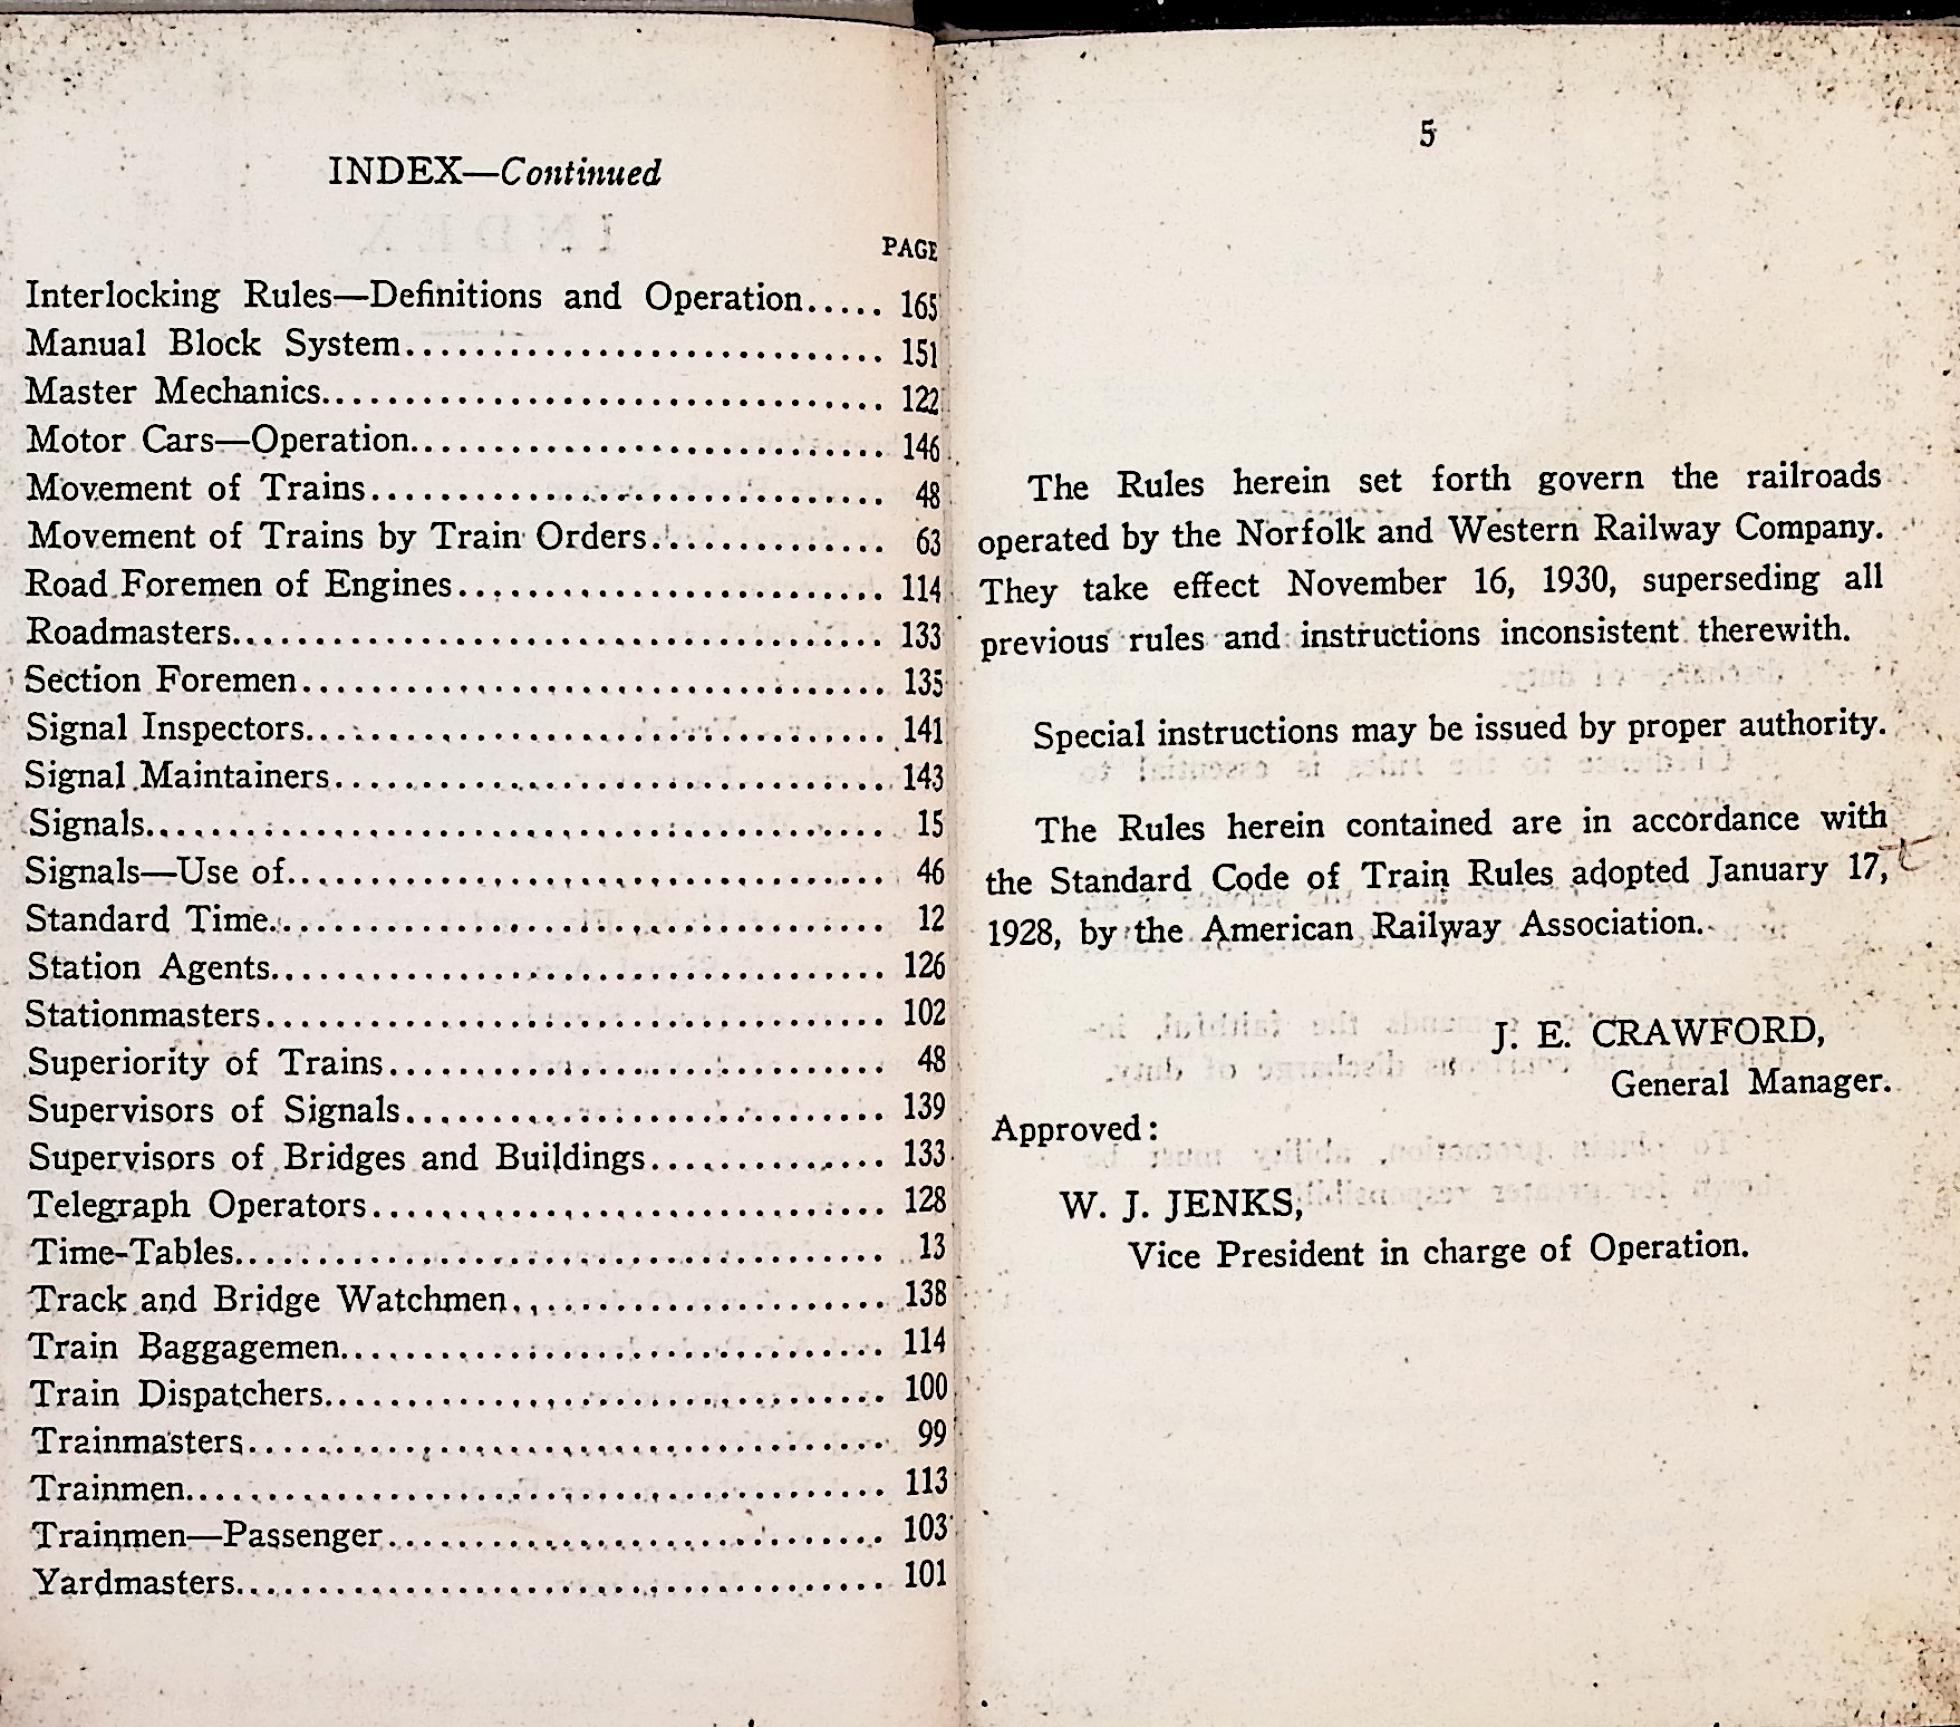 INDEX—Continued
PAGE
Interlocking Rules—Definitions and Operation..... 165
Manual Block System............................. 151
Master Mechanics.................................. 122
Motor Cars—Operation............................. 146
Movement of Trains................................ 48
Movement of Trains by Train Orders............... 63
Road Foremen of Engines.......................... 114
Roadmasters........................................ 133
Section Foremen.................................... 135
Signal Inspectors................................... 141
Signal Maintainers.................................. 143
Signals............................................. 15
Signals—Use of..................................... 46
Standard Time...................................... 12
Station Agents...................................... 126
Stationmasters...................................... 102
Superiority of Trains............................... 48
Supervisors of Signals.............................. 139
Supervisors of Bridges and Buildings............... 133
Telegraph Operators................................ 128
Time-Tables........................................ 13
Track and Bridge Watchmen........................ 138
Train Baggagemen.................................. 114
Train Dispatchers................................... 100
Trainmasters....................................... 99
Trainmen........................................... 113
Trainmen—Passenger............................... 103
Yardmasters........................................ 101
5
The Rules herein set forth govern the railroads
operated by the Norfolk and Western Railway Company.
They take effect November 16, 1930, superseding all
previous rules and instructions inconsistent therewith.
Special instructions may be issued by proper authority.
The Rules herein contained are in accordance with
the Standard Code of Train Rules adopted January 17,
1928, by the American Railway Association.
J. E. CRAWFORD,
General Manager.
Approved:
W. J. JENKS,
Vice President in charge of Operation.